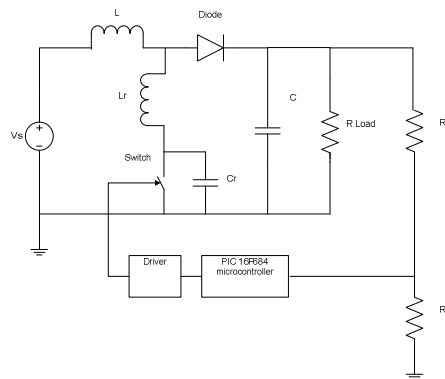 L
Diode
Lr
C
R Load
R
Vs
+
−
Switch
Cr
Driver
PIC 16F684
microcontroller
R